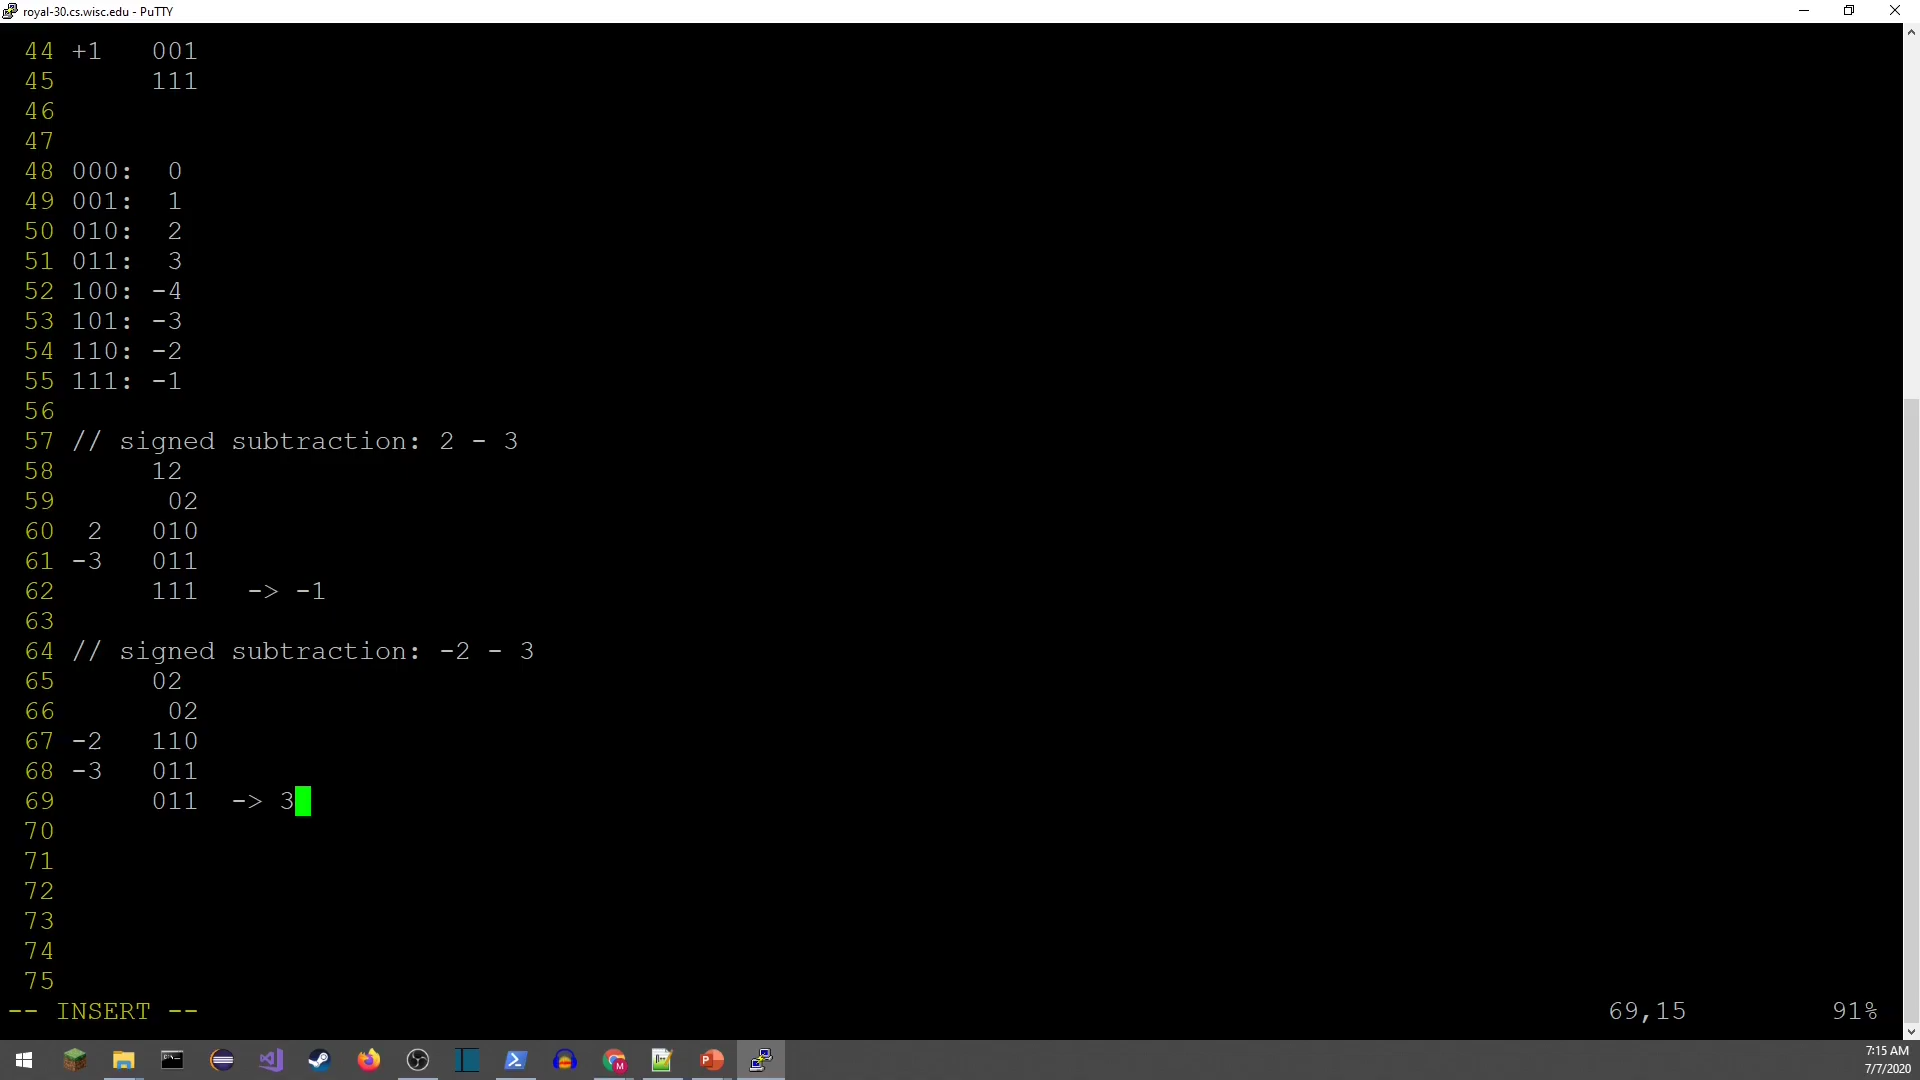 royal-30.cs.wisc.edu - PuTTY
44 +1   001
45      111
46
47
48 000:  0
49 001:  1
50 010:  2
51 011:  3
52 100: -4
53 101: -3
54 110: -2
55 111: -1
56
57 // signed subtraction: 2 - 3
58      12
59       02
60  2   010
61 -3   011
62      111   -> -1
63
64 // signed subtraction: -2 - 3
65      02
66       02
67 -2   110
68 -3   011
69      011  -> 3
70
71
72
73
74
75
-- INSERT -- 69,15 91%
7:15 AM
7/7/2020